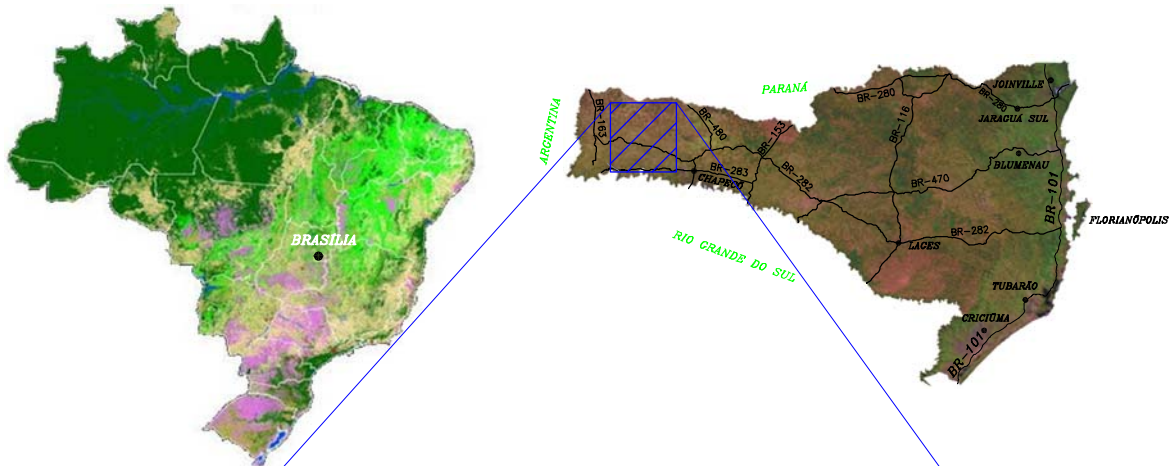 BRASÍLIA
ARGENTINA
PARANÁ
RIO GRANDE DO SUL
BR-163
BR-480
BR-153
BR-283
CHAPECÓ
BR-282
BR-280
BR-116
BR-280
JOINVILLE
JARAGUÁ SUL
BLUMENAU
BR-470
BR-101
FLORIANÓPOLIS
BR-282
LAGES
TUBARÃO
CRICIÚMA
BR-101